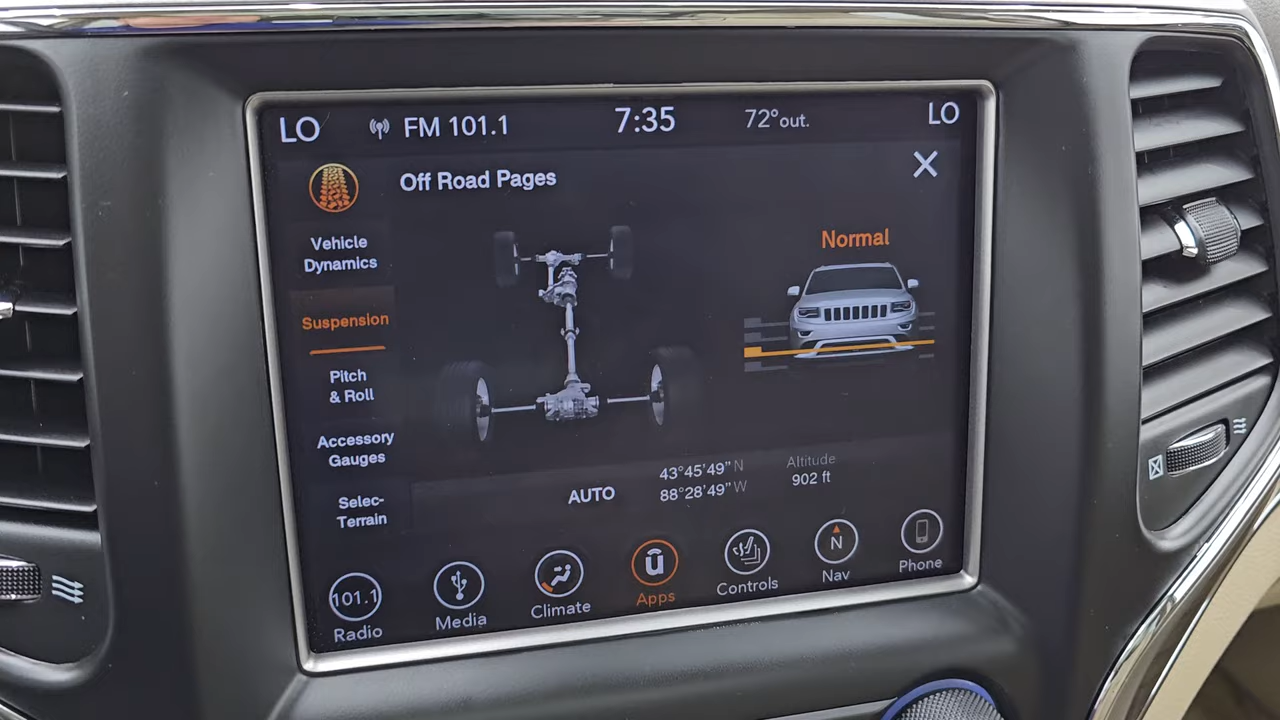 LO
FM 101.1
7:35
72°out.
LO
Off Road Pages
Vehicle
Dynamics
Suspension
Pitch
& Roll
Accessory
Gauges
Selec-
Terrain
Normal
AUTO
43°45'49"N
88°28'49"W
Altitude
902 ft
101.1
Radio
Media
Climate
Apps
Controls
N
Nav
Phone